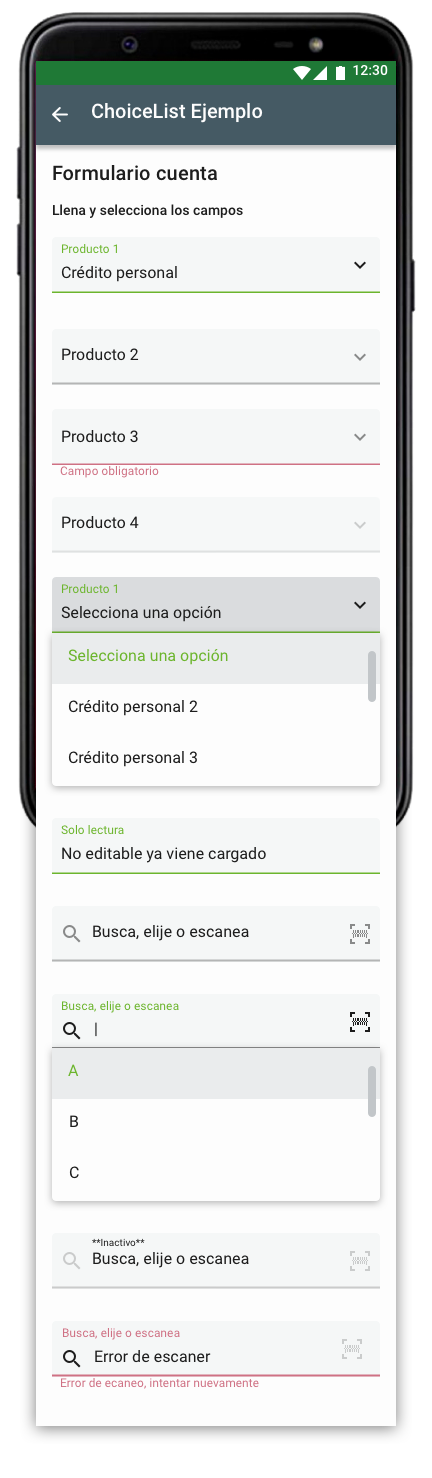 12:30
ChoiceList Ejemplo
Formulario cuenta
Llena y selecciona los campos
Producto 1
Crédito personal
Producto 2
Producto 3
Campo obligatorio
Producto 4
Producto 1
Selecciona una opción
Selecciona una opción
Crédito personal 2
Crédito personal 3
Solo lectura
No editable ya viene cargado
Busca, elije o escanea
Busca, elije o escanea
A
B
C
**Inactivo**
Busca, elije o escanea
Busca, elije o escanea
Error de escaner
Error de ecaneo, intentar nuevamente